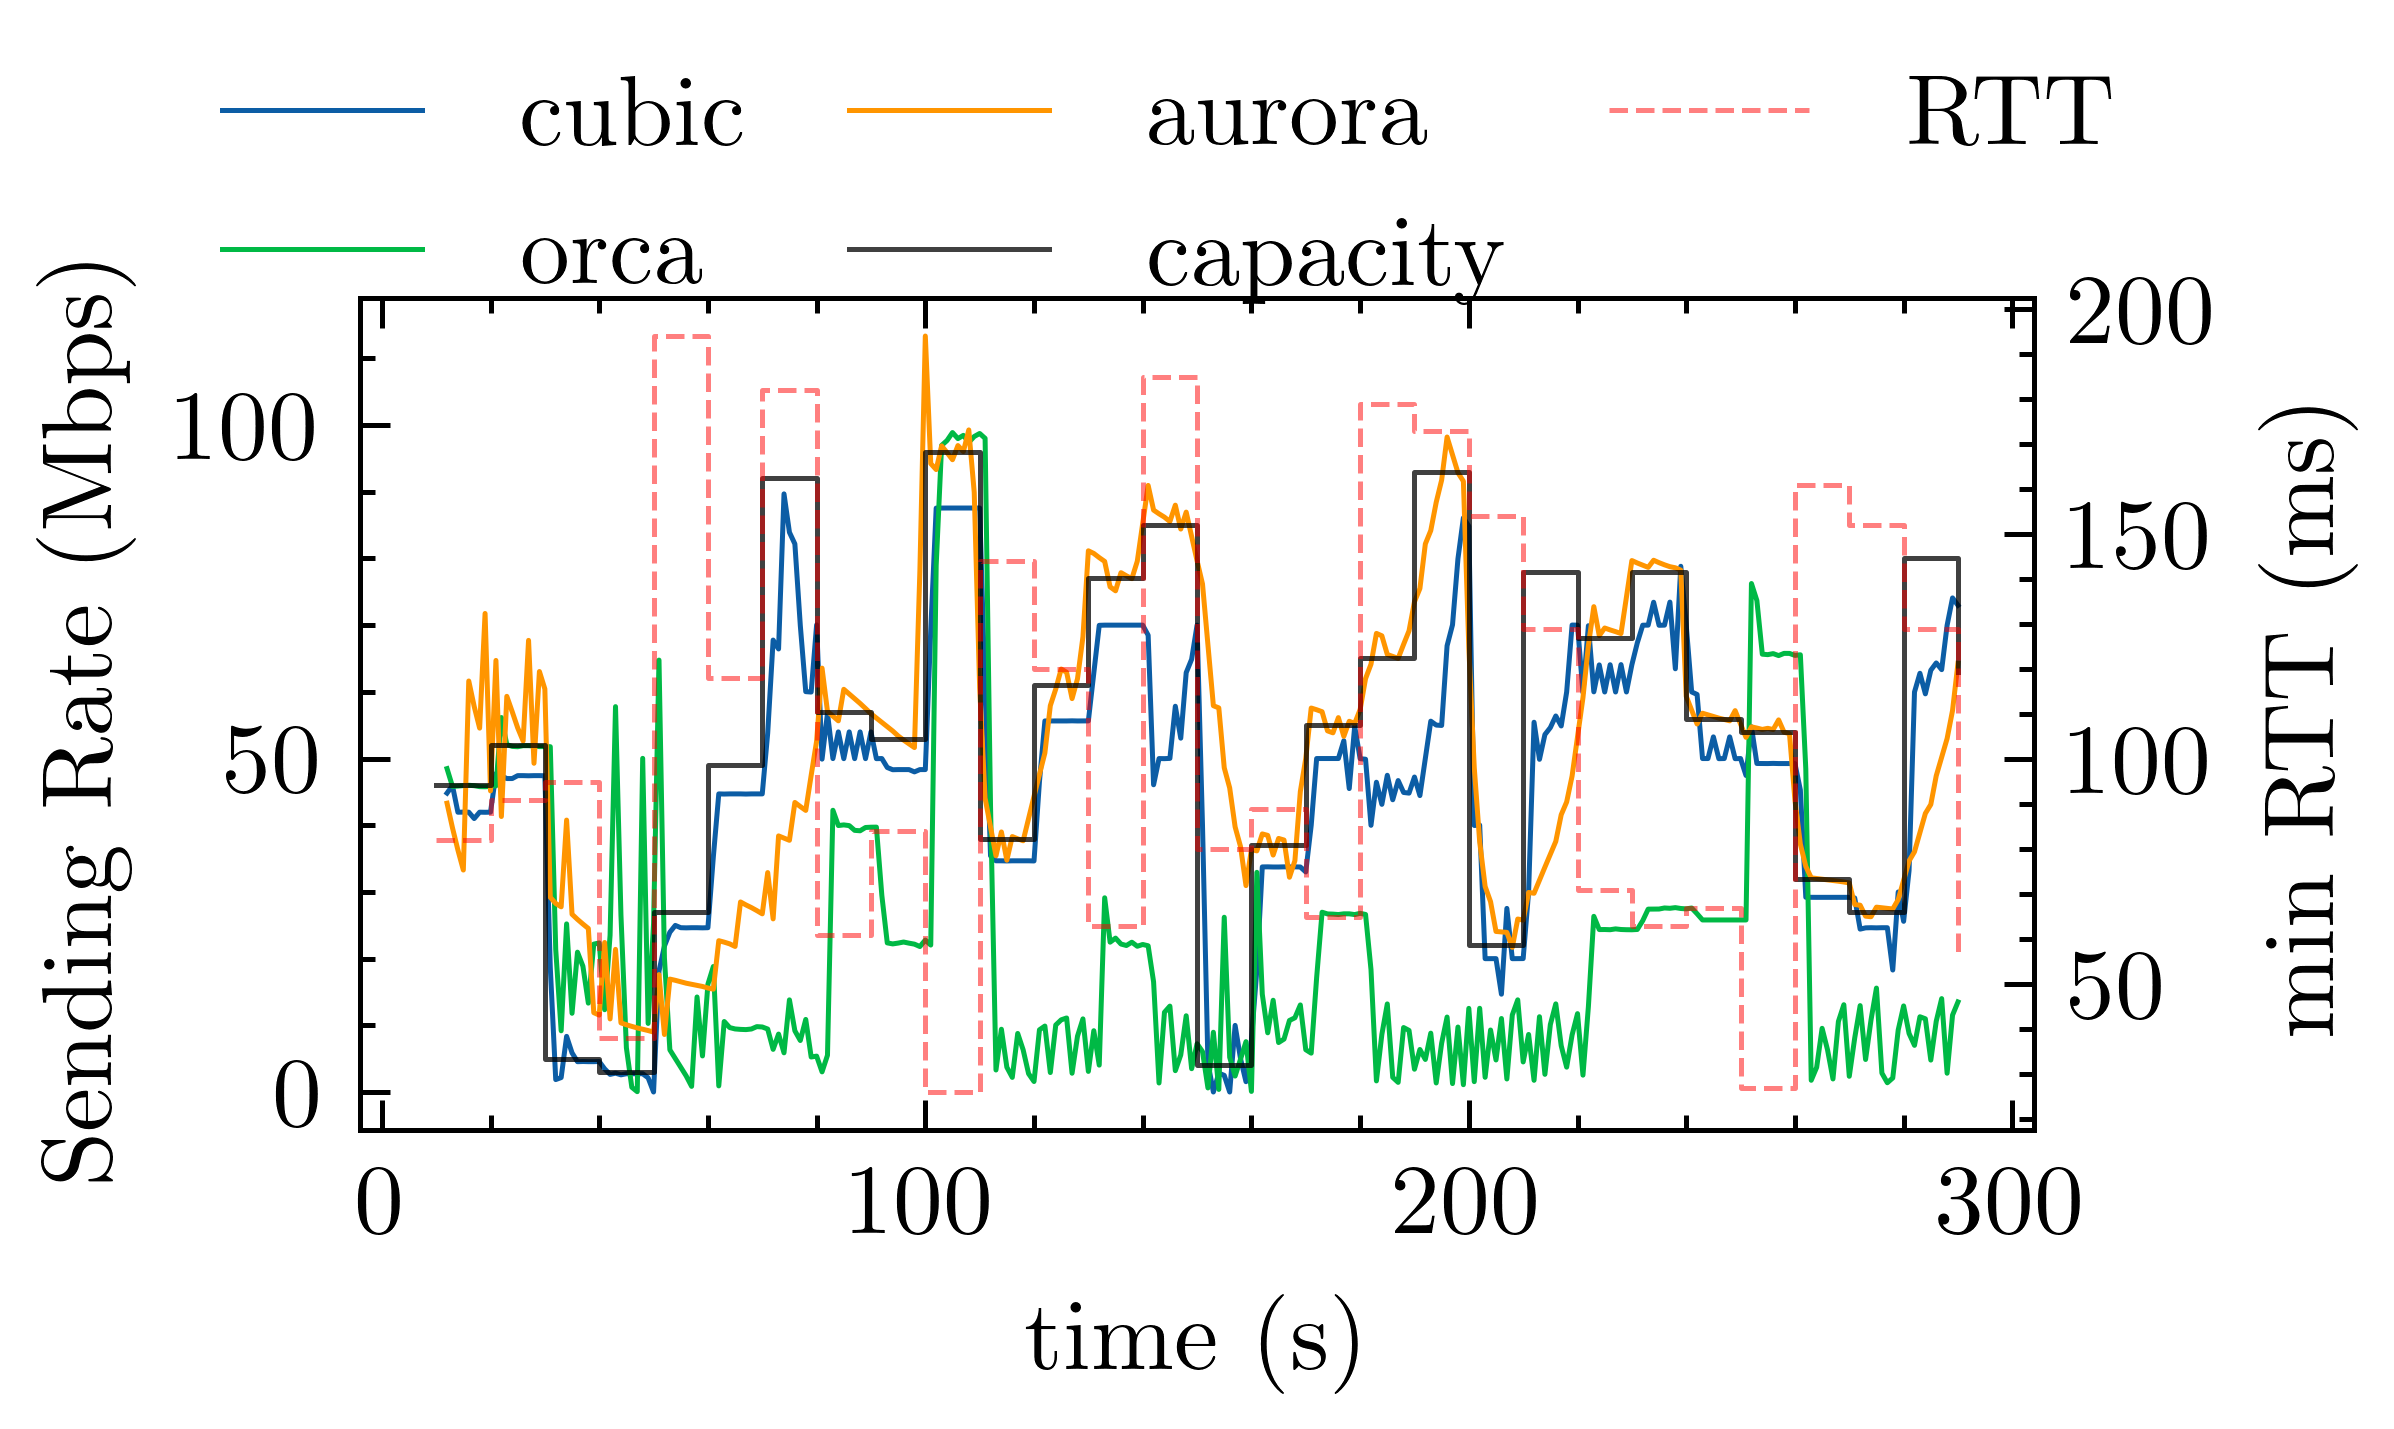 cubic
aurora
RTT
orca
capacity
Sending Rate (Mbps)
100
50
0
200
150
100
50
min RTT (ms)
0
100
200
300
time (s)